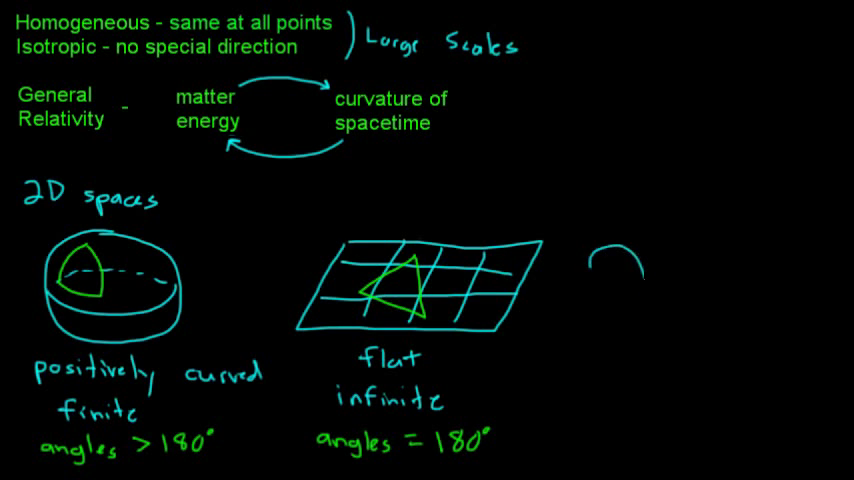 Homogeneous - same at all points
Isotropic - no special direction
Large Scales
General Relativity -
matter energy
curvature of spacetime
2D spaces
positively curved
finite
angles > 180°
flat
infinite
angles = 180°